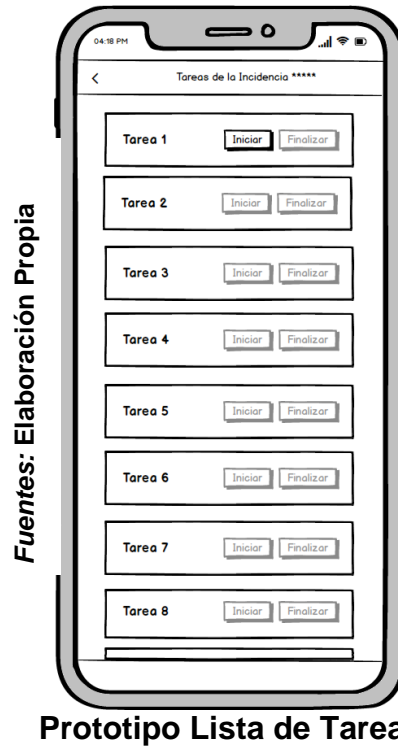 04:18 PM
Tareas de la Incidencia *****
Tarea 1 Iniciar Finalizar
Tarea 2 Iniciar Finalizar
Tarea 3 Iniciar Finalizar
Tarea 4 Iniciar Finalizar
Tarea 5 Iniciar Finalizar
Tarea 6 Iniciar Finalizar
Tarea 7 Iniciar Finalizar
Tarea 8 Iniciar Finalizar
Fuentes: Elaboración Propia
Prototipo Lista de Tarea